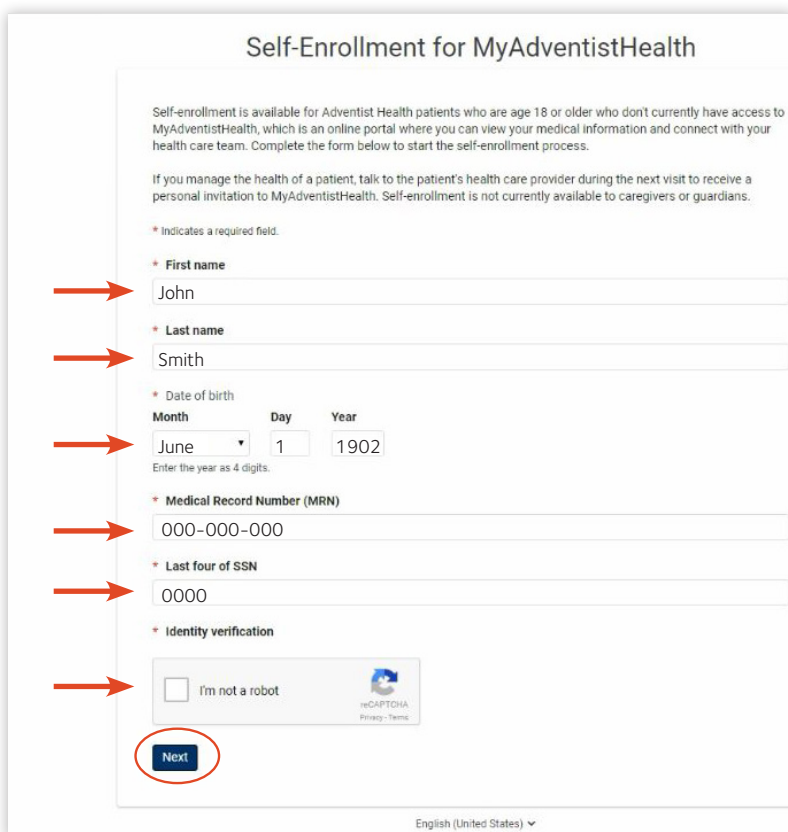 Self-Enrollment for MyAdventistHealth
Self-enrollment is available for Adventist Health patients who are age 18 or older who don't currently have access to
MyAdventistHealth, which is an online portal where you can view your medical information and connect with your
health care team. Complete the form below to start the self-enrollment process.
If you manage the health of a patient, talk to the patient's health care provider during the next visit to receive a
personal invitation to MyAdventistHealth. Self-enrollment is not currently available to caregivers or guardians.
* Indicates a required field.
* First name
John
* Last name
Smith
* Date of birth
Month Day Year
June 1 1902
Enter the year as 4 digits.
* Medical Record Number (MRN)
000-000-000
* Last four of SSN
0000
* Identity verification
I'm not a robot
reCAPTCHA
Privacy - Terms
Next
English (United States)